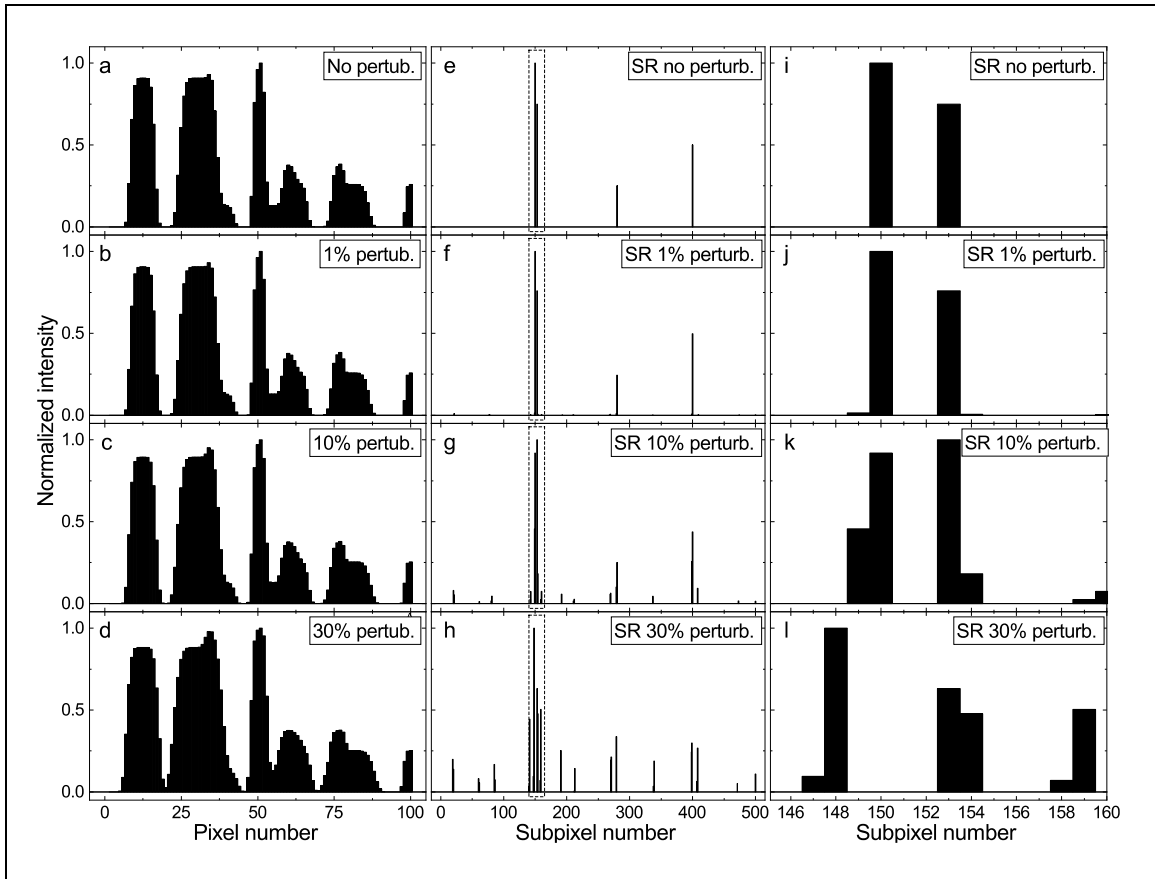 a No pertub.
e SR no perturb.
i SR no perturb.
1.0
0.5
0.0
b 1% pertub.
f SR 1% perturb.
j SR 1% perturb.
1.0
0.5
0.0
c 10% pertub.
g SR 10% perturb.
k SR 10% perturb.
1.0
0.5
0.0
d 30% pertub.
h SR 30% perturb.
l SR 30% perturb.
1.0
0.5
0.0
Normalized intensity
0 25 50 75 100
Pixel number
0 100 200 300 400 500
Subpixel number
146 148 150 152 154 156 158 160
Subpixel number